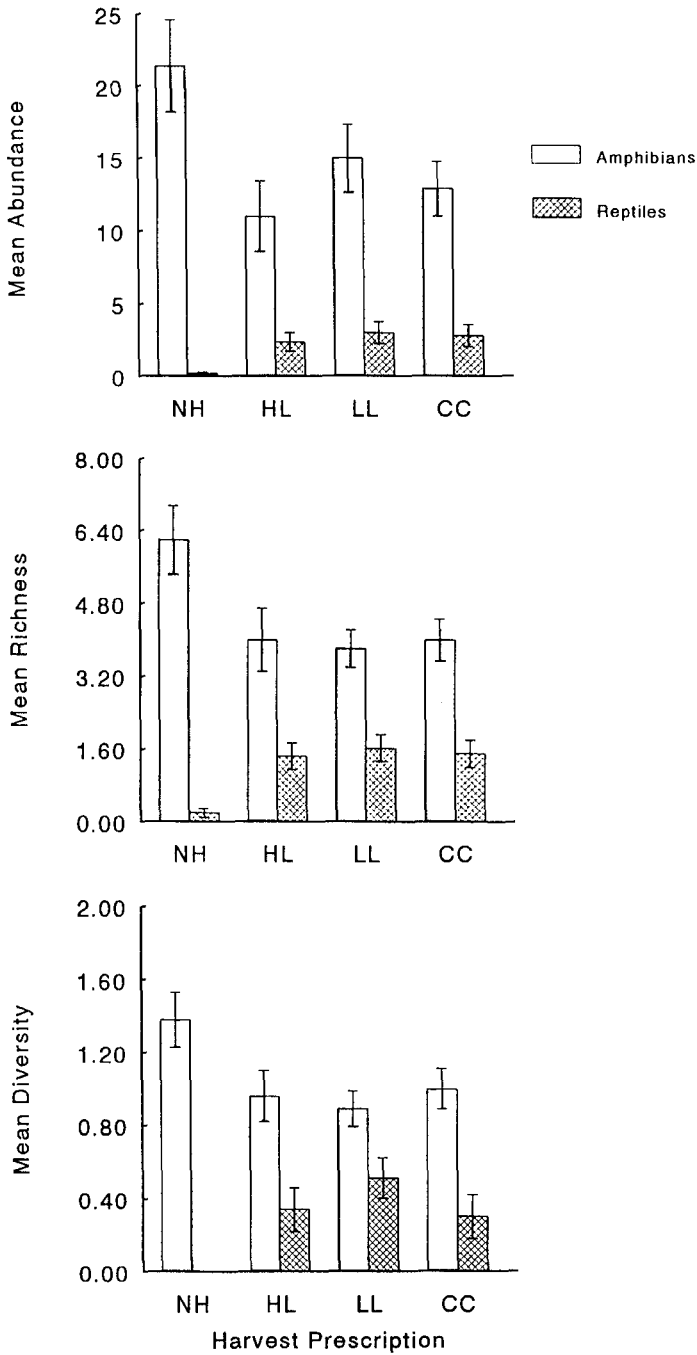 Mean Abundance
25
20
15
10
5
0
NH HL LL CC
Amphibians
Reptiles
Mean Richness
8.00
6.40
4.80
3.20
1.60
0.00
NH HL LL CC
Mean Diversity
2.00
1.60
1.20
0.80
0.40
0.00
NH HL LL CC
Harvest Prescription